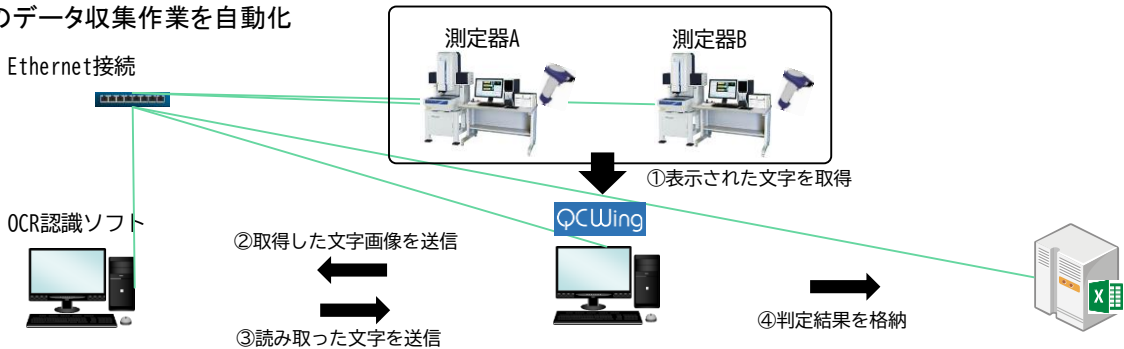 のデータ収集作業を自動化
測定器A
測定器B
Ethernet接続
①表示された文字を取得
QCWing
OCR認識ソフト
②取得した文字画像を送信
③読み取った文字を送信
④判定結果を格納
X